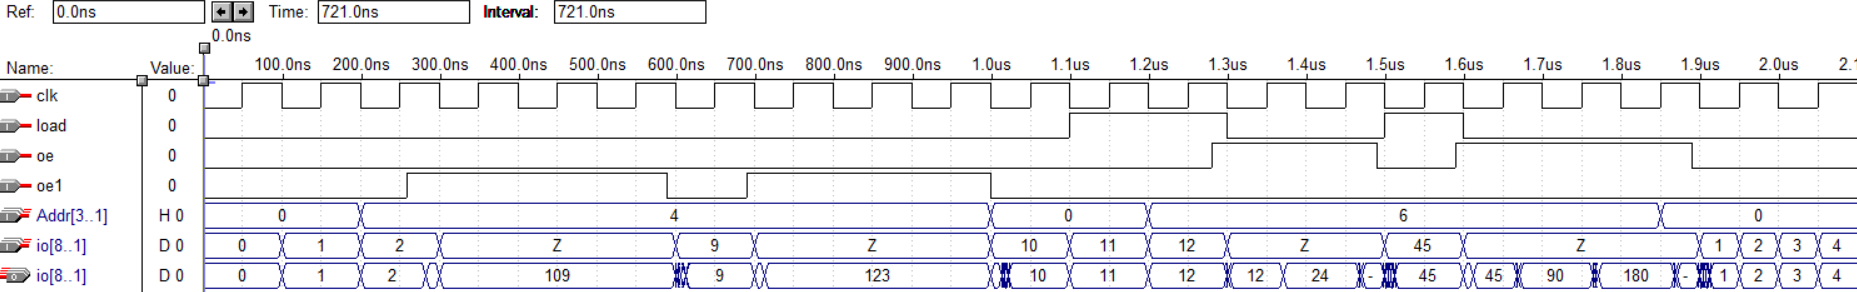 Ref: 0.0ns Time: 721.0ns Interval: 721.0ns
0.0ns
Name: Value: 100.0ns 200.0ns 300.0ns 400.0ns 500.0ns 600.0ns 700.0ns 800.0ns 900.0ns 1.0us 1.1us 1.2us 1.3us 1.4us 1.5us 1.6us 1.7us 1.8us 1.9us 2.0us 2.1
clk 0
load 0
oe 0
oe1 0
Addr[3..1] H 0 0 4 0 6 0
io[8..1] D 0 0 1 2 Z 9 Z 10 11 12 Z 45 Z 1 2 3 4
io[8..1] D 0 0 1 2 109 9 123 10 11 12 12 24 - 45 45 90 180 - 1 2 3 4